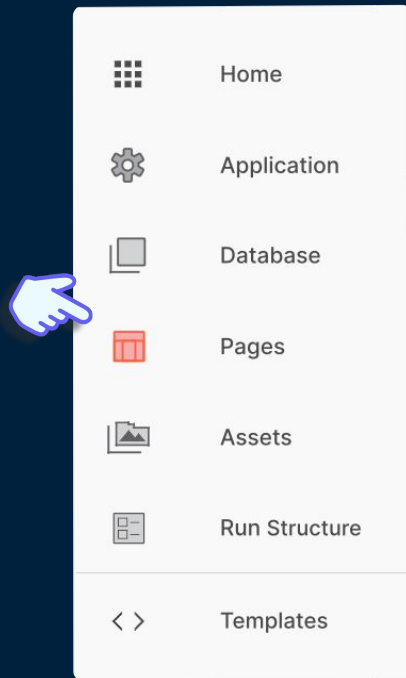 Home
Application
Database
Pages
Assets
Run Structure
Templates